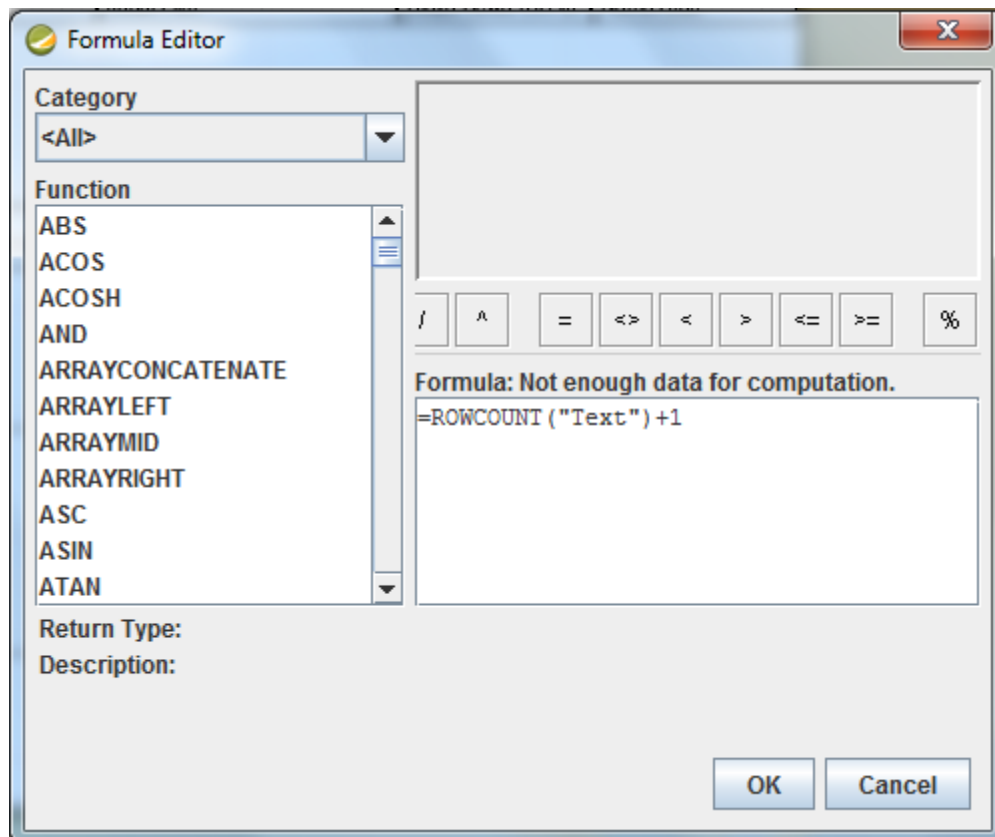 Formula Editor
X
Category
<All>
Function
ABS
ACOS
ACOSH
AND
ARRAYCONCATENATE
ARRAYLEFT
ARRAYMID
ARRAYRIGHT
ASC
ASIN
ATAN
/ ^ = <> < > <= >= %
Formula: Not enough data for computation.
=ROWCOUNT("Text")+1
Return Type:
Description:
OK Cancel